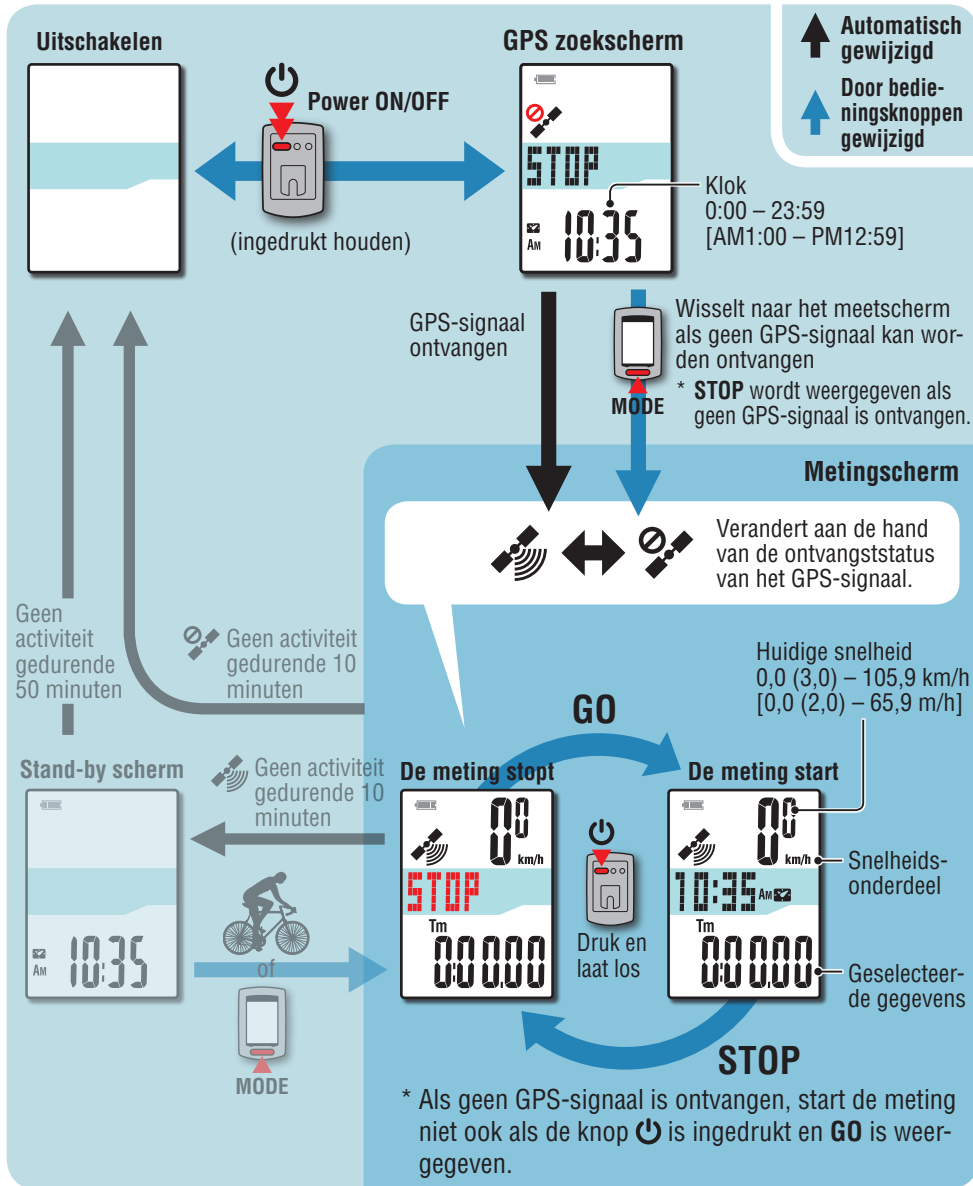 Uitschakelen
Power ON/OFF
(ingedrukt houden)
GPS zoekscherm
STOP
AM 10:35
Klok
0:00 – 23:59
[AM1:00 – PM12:59]
Automatisch
gewijzigd
Door bedie-
ningsknoppen
gewijzigd
GPS-signaal
ontvangen
MODE
Wisselt naar het meetscherm
als geen GPS-signaal kan wor-
den ontvangen
* STOP wordt weergegeven als
geen GPS-signaal is ontvangen.
Metingscherm
Verandert aan de hand
van de ontvangststatus
van het GPS-signaal.
Geen
activiteit
gedurende
50 minuten
Geen activiteit
gedurende 10
minuten
Huidige snelheid
0,0 (3,0) – 105,9 km/h
[0,0 (2,0) – 65,9 m/h]
GO
Stand-by scherm
AM 10:35
Geen activiteit
gedurende 10
minuten
of
MODE
De meting stopt
00
km/h
STOP
Tm
0:00.00
Druk en
laat los
De meting start
00
km/h
10:35 AM
Tm
0:00.00
Snelheids-
onderdeel
Geselecteer-
de gegevens
STOP
* Als geen GPS-signaal is ontvangen, start de meting
niet ook als de knop is ingedrukt en GO is weer-
gegeven.